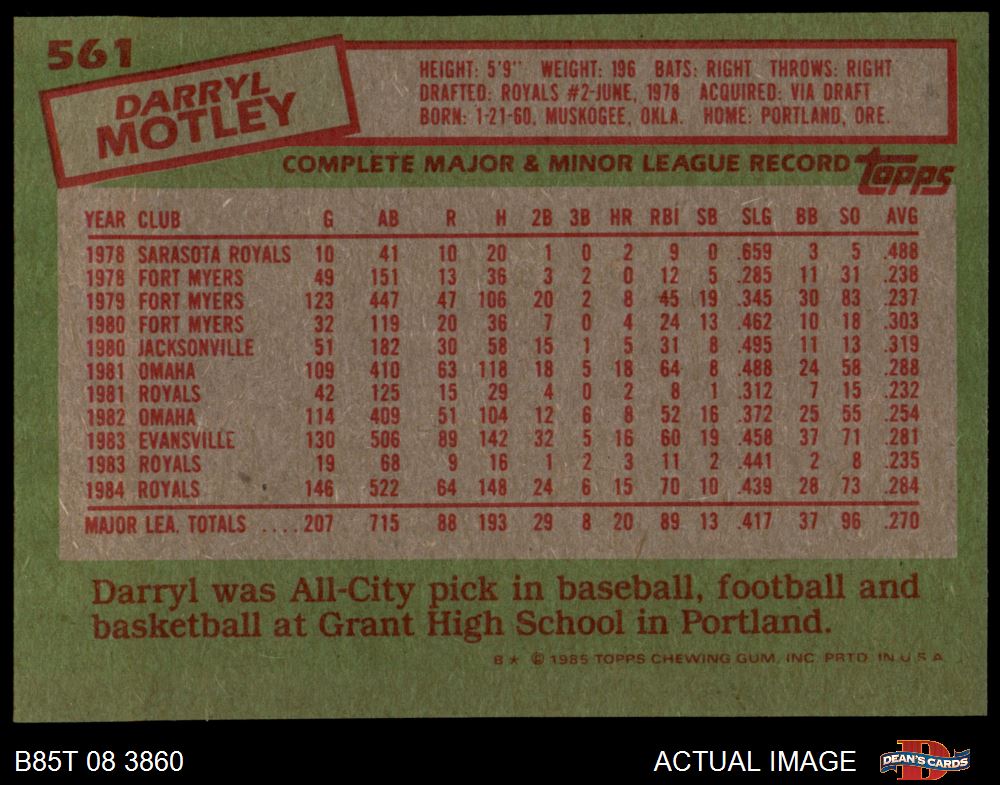 561
DARRYL
MOTLEY
HEIGHT: 5'9" WEIGHT: 196 BATS: RIGHT THROWS: RIGHT
DRAFTED: ROYALS #2-JUNE, 1978 ACQUIRED: VIA DRAFT
BORN: 1-21-60, MUSKOGEE, OKLA. HOME: PORTLAND, ORE.
COMPLETE MAJOR & MINOR LEAGUE RECORD topps
YEAR CLUB G AB R H 2B 3B HR RBI SB SLG BB SO AVG
1978 SARASOTA ROYALS 10 41 10 20 1 0 2 9 0 .659 3 5 .488
1978 FORT MYERS 49 151 13 36 3 2 0 12 5 .285 11 31 .238
1979 FORT MYERS 123 447 47 106 20 2 8 45 19 .345 30 83 .237
1980 FORT MYERS 32 119 20 36 7 0 4 24 13 .462 10 18 .303
1980 JACKSONVILLE 51 182 30 58 15 1 5 31 8 .495 11 13 .319
1981 OMAHA 109 410 63 118 18 5 18 64 8 .488 24 58 .288
1981 ROYALS 42 125 15 29 4 0 2 8 1 .312 7 15 .232
1982 OMAHA 114 409 51 104 12 6 8 52 16 .372 25 55 .254
1983 EVANSVILLE 130 506 89 142 32 5 16 60 19 .458 37 71 .281
1983 ROYALS 19 68 9 16 1 2 3 11 2 .441 2 8 .235
1984 ROYALS 146 522 64 148 24 6 15 70 10 .439 28 73 .284
MAJOR LEA. TOTALS ....207 715 88 193 29 8 20 89 13 .417 37 96 .270
Darryl was All-City pick in baseball, football and
basketball at Grant High School in Portland.
B★ © 1985 TOPPS CHEWING GUM, INC. PRTD. IN U.S.A.
B85T 08 3860 ACTUAL IMAGE D DEAN'S CARDS